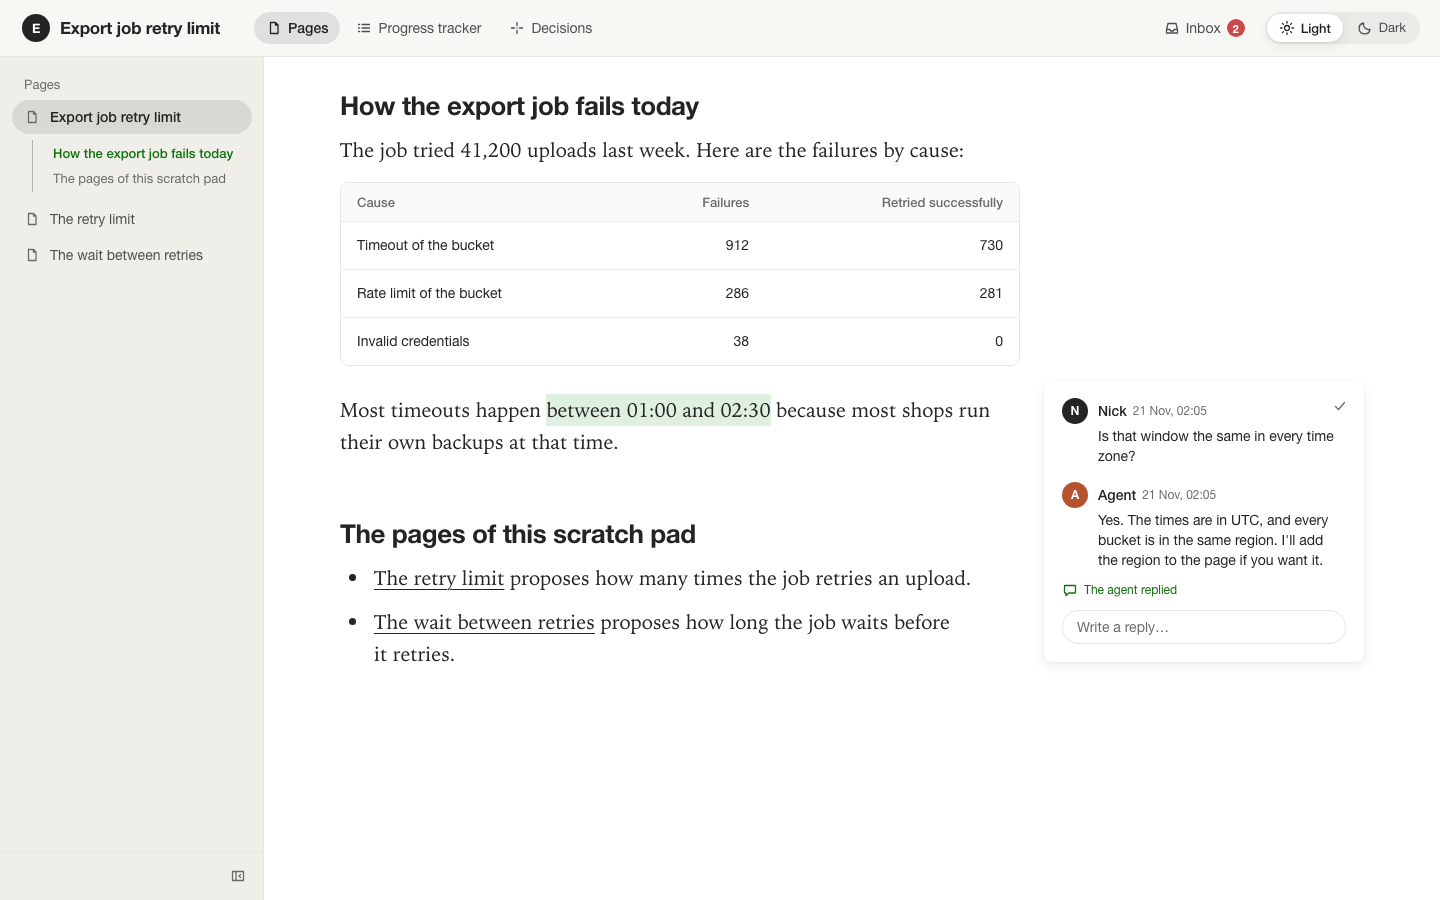 E Export job retry limit Pages Progress tracker Decisions Inbox 2 Light Dark
Pages
Export job retry limit
How the export job fails today
The pages of this scratch pad
The retry limit
The wait between retries
How the export job fails today
The job tried 41,200 uploads last week. Here are the failures by cause:
Cause Failures Retried successfully
Timeout of the bucket 912 730
Rate limit of the bucket 286 281
Invalid credentials 38 0
Most timeouts happen between 01:00 and 02:30 because most shops run
their own backups at that time.
The pages of this scratch pad
• The retry limit proposes how many times the job retries an upload.
• The wait between retries proposes how long the job waits before
it retries.
N Nick 21 Nov, 02:05
Is that window the same in every time
zone?
A Agent 21 Nov, 02:05
Yes. The times are in UTC, and every
bucket is in the same region. I'll add
the region to the page if you want it.
The agent replied
Write a reply…